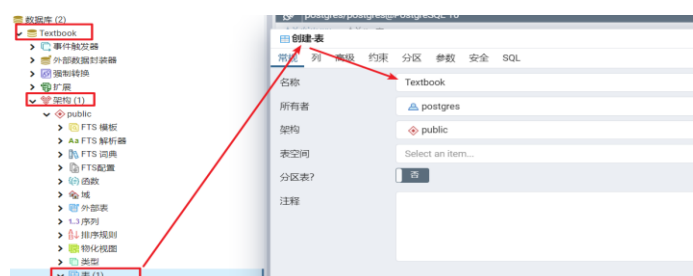 数据库 (2)
Textbook
事件触发器
外部数据封装器
强制转换
扩展
架构 (1)
public
FTS 模板
FTS 解析器
FTS 词典
FTS配置
函数
域
外部表
1..3 序列
排序规则
物化视图
类型
表 (1)
postgres/postgres@PostgreSQL 10
创建-表
常规 列 高级 约束 分区 参数 安全 SQL
名称 Textbook
所有者 postgres
架构 public
表空间 Select an item...
分区表? 否
注释